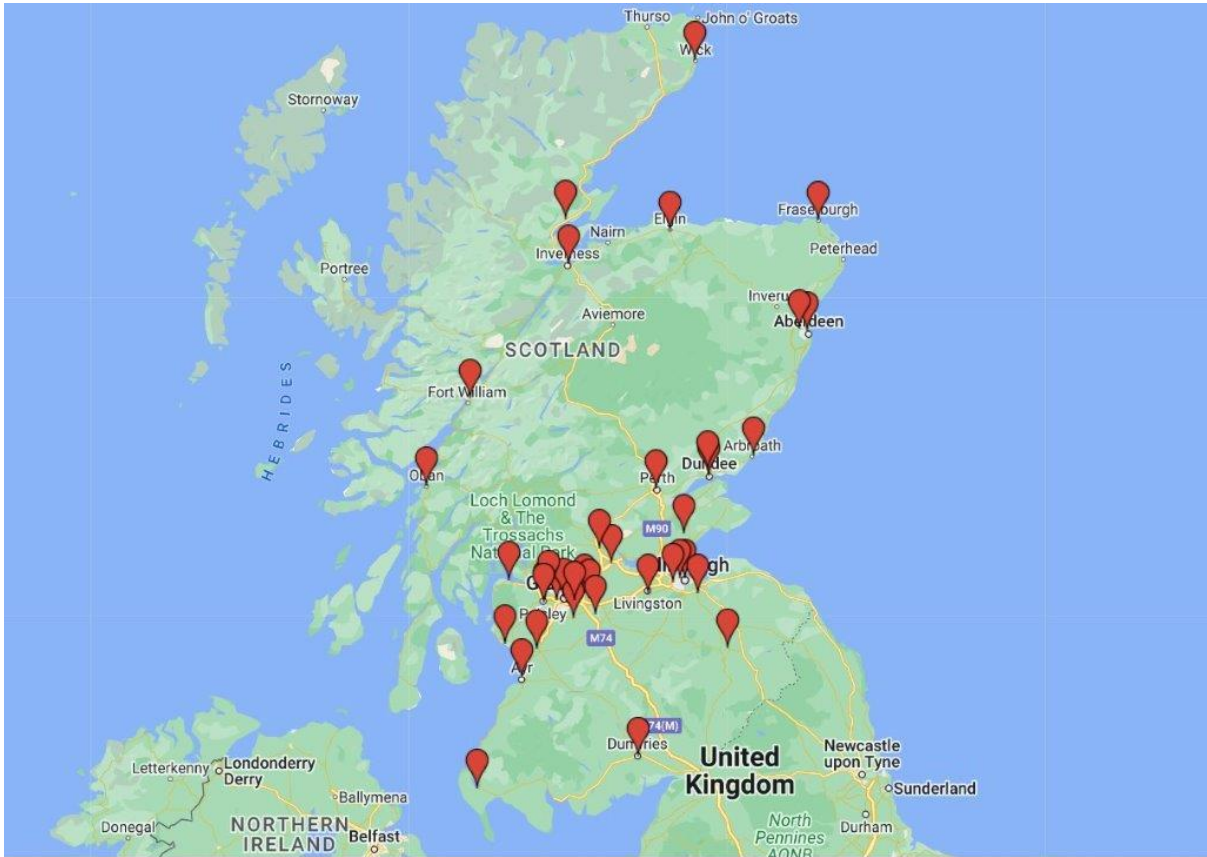 Thurso
John o' Groats
Wick
Stornoway
Elgin
Fraserburgh
Nairn
Inverness
Peterhead
Portree
Aviemore
Aberdeen
SCOTLAND
HEBRIDES
Fort William
Arbroath
Dundee
Oban
Perth
Loch Lomond
& The
Trossachs
National Park
M90
Livingston
Paisley
M74
Ayr
Dumfries
United
Kingdom
Newcastle
upon Tyne
Sunderland
Durham
North
Pennines
AONB
Letterkenny
Londonderry
Derry
Ballymena
Donegal
NORTHERN
IRELAND
Belfast